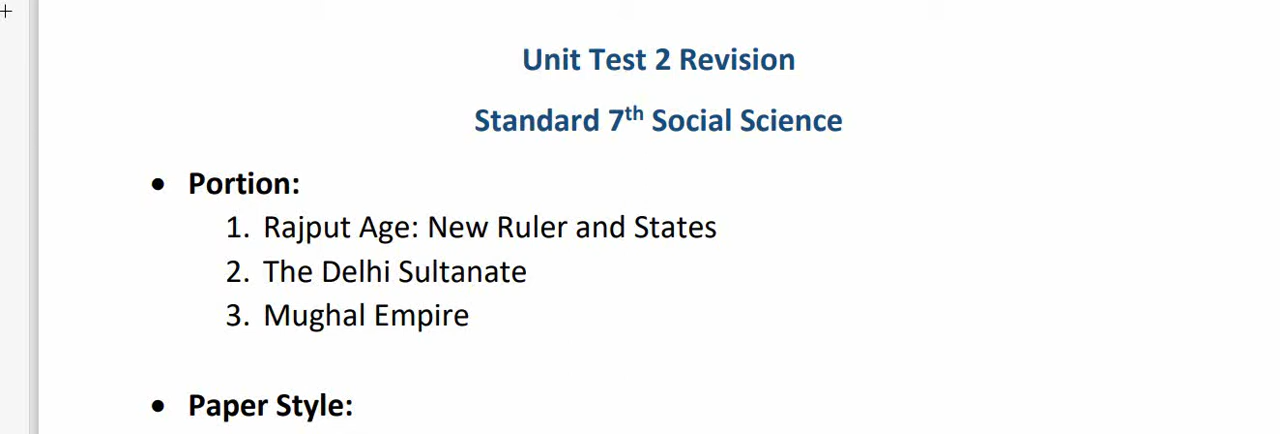 Unit Test 2 Revision
Standard 7th Social Science
• Portion:
1. Rajput Age: New Ruler and States
2. The Delhi Sultanate
3. Mughal Empire
• Paper Style: